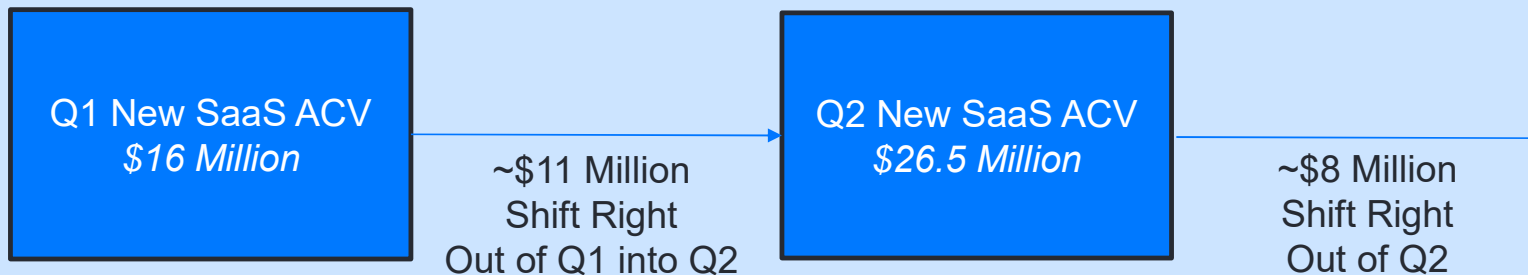 Q1 New SaaS ACV
$16 Million
~$11 Million
Shift Right
Out of Q1 into Q2
Q2 New SaaS ACV
$26.5 Million
~$8 Million
Shift Right
Out of Q2